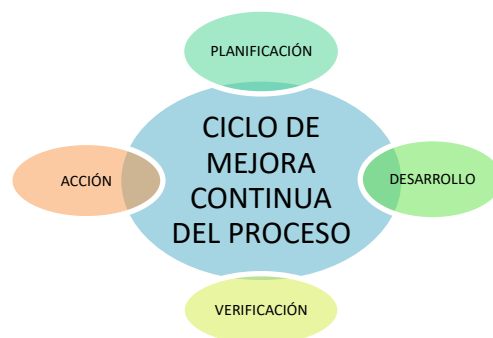 PLANIFICACIÓN
CICLO DE
MEJORA
CONTINUA
DEL PROCESO
ACCIÓN
DESARROLLO
VERIFICACIÓN